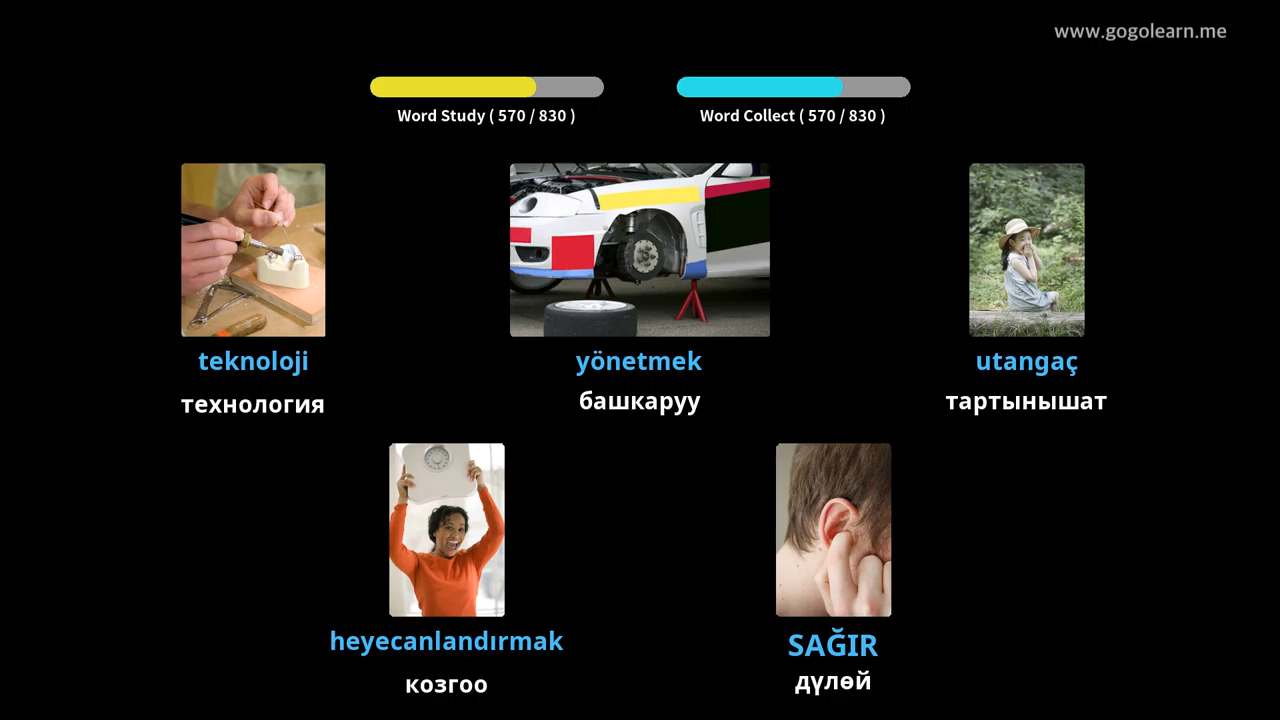 www.gogolearn.me
Word Study ( 570 / 830 )
Word Collect ( 570 / 830 )
teknoloji
технология
yönetmek
башкаруу
utangaç
тартынышат
heyecanlandırmak
козгоо
SAĞIR
дүлөй